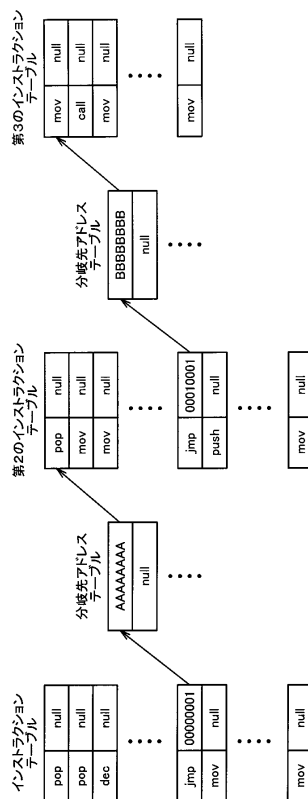 インストラクション
テーブル
pop null
pop null
dec null
‥‥
jmp 00000001
mov null
‥‥
mov null
分岐先アドレス
テーブル
AAAAAAAA
null
‥‥
第2のインストラクション
テーブル
pop null
mov null
mov null
‥‥
jmp 00010001
push null
‥‥
mov null
分岐先アドレス
テーブル
BBBBBBBB
null
‥‥
第3のインストラクション
テーブル
mov null
call null
mov null
‥‥
mov null